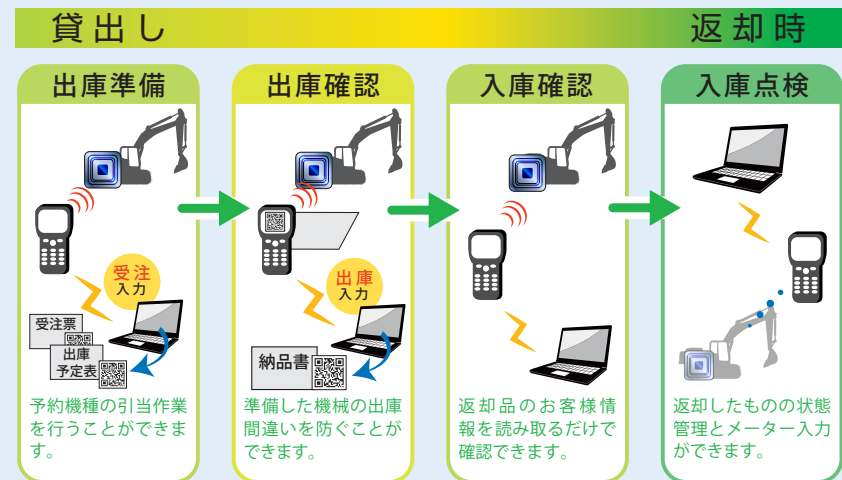 貸出し
返却時
出庫準備
受注
入力
受注票
出庫
予定表
予約機種の引当作業
を行うことができま
す。
出庫確認
出庫
入力
納品書
準備した機械の出庫
間違いを防ぐことが
できます。
入庫確認
返却品のお客様情
報を読み取るだけで
確認できます。
入庫点検
返却したものの状態
管理とメーター入力
ができます。